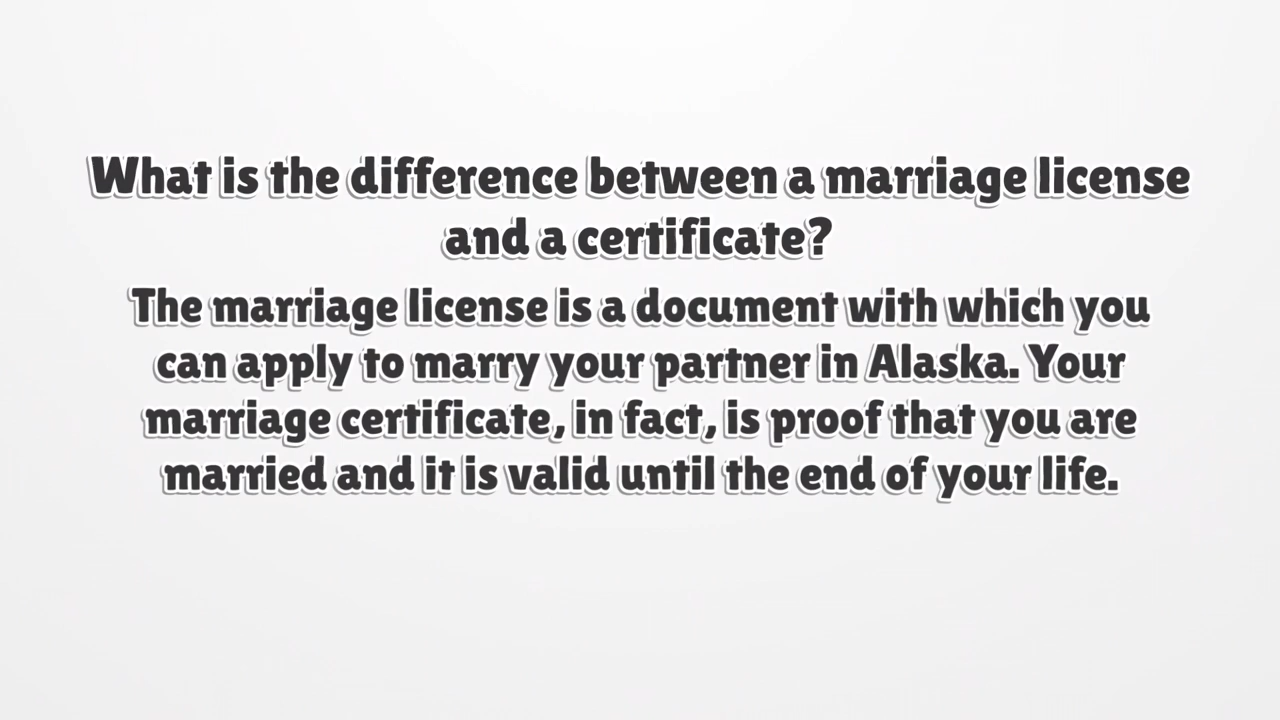 What is the difference between a marriage license
and a certificate?
The marriage license is a document with which you
can apply to marry your partner in Alaska. Your
marriage certificate, in fact, is proof that you are
married and it is valid until the end of your life.